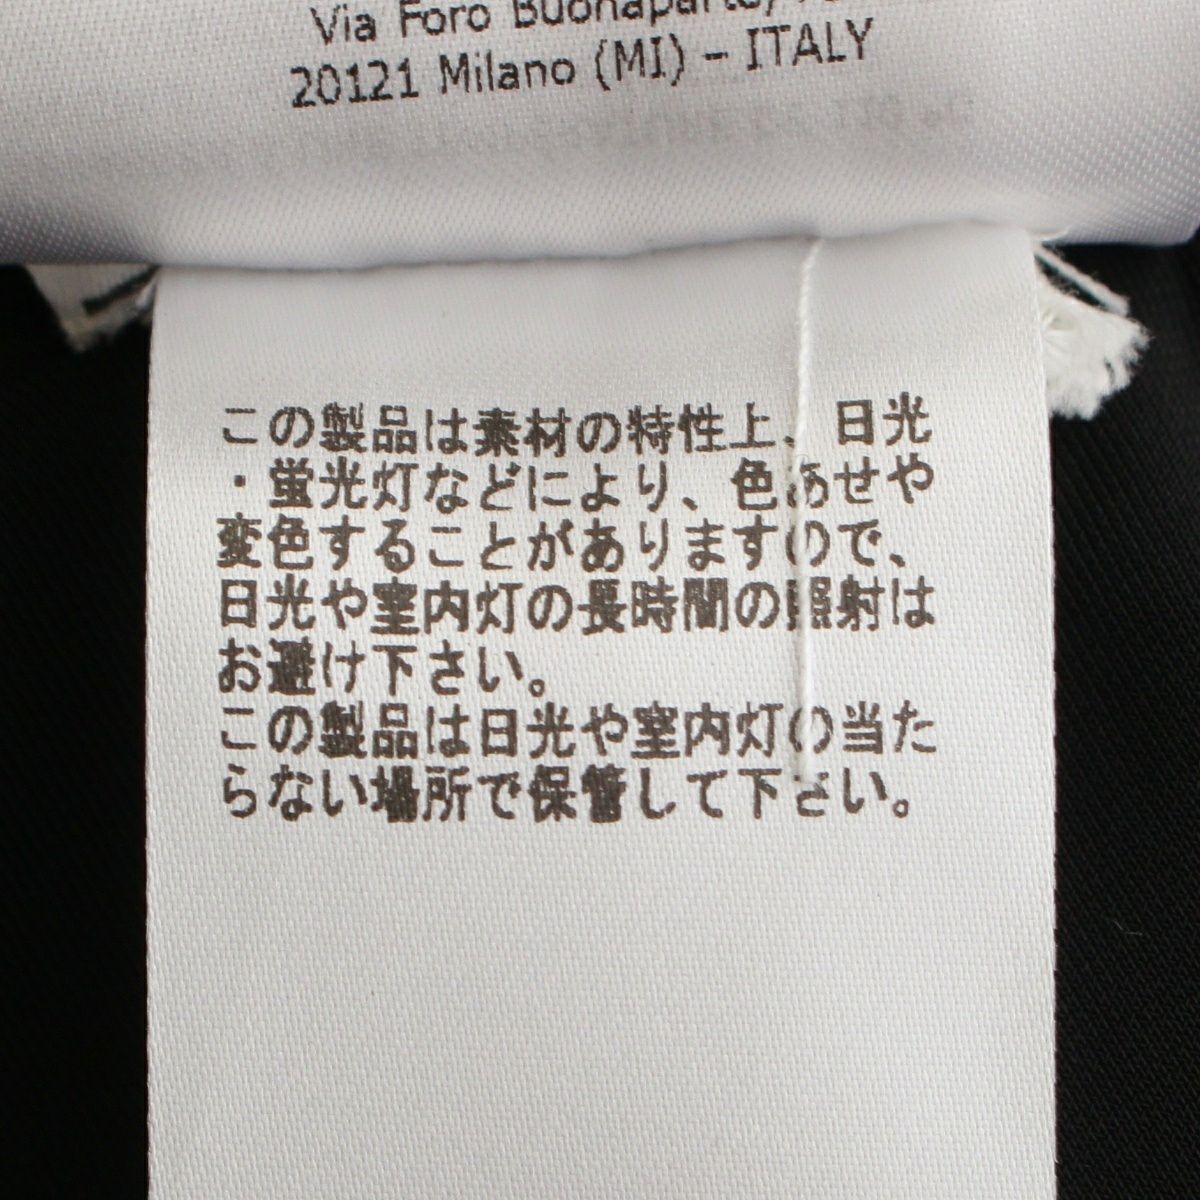 Via Foro Buonaparte,
20121 Milano (MI) – ITALY
この製品は素材の特性上、日光
・蛍光灯などにより、色あせや
変色することがありますので、
日光や室内灯の長時間の照射は
お避け下さい。
この製品は日光や室内灯の当た
らない場所で保管して下さい。